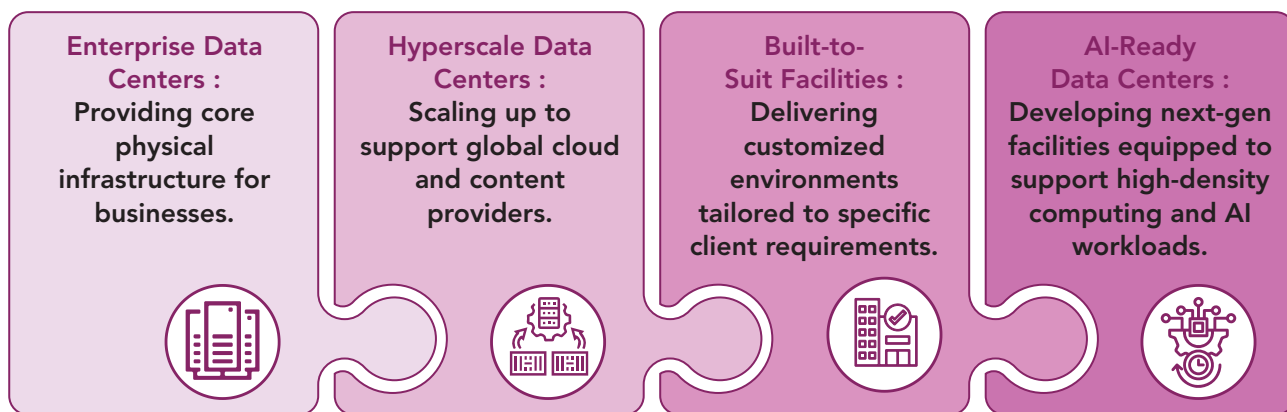 Enterprise Data
Centers :
Providing core
physical
infrastructure for
businesses.
Hyperscale Data
Centers :
Scaling up to
support global cloud
and content
providers.
Built-to-
Suit Facilities :
Delivering
customized
environments
tailored to specific
client requirements.
AI-Ready
Data Centers :
Developing next-gen
facilities equipped to
support high-density
computing and AI
workloads.